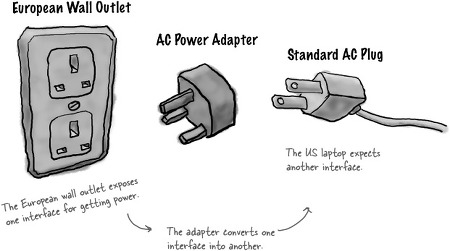 European Wall Outlet
AC Power Adapter
Standard AC Plug
The US laptop expects
another interface.
The European wall outlet exposes
one interface for getting power.
The adapter converts one
interface into another.